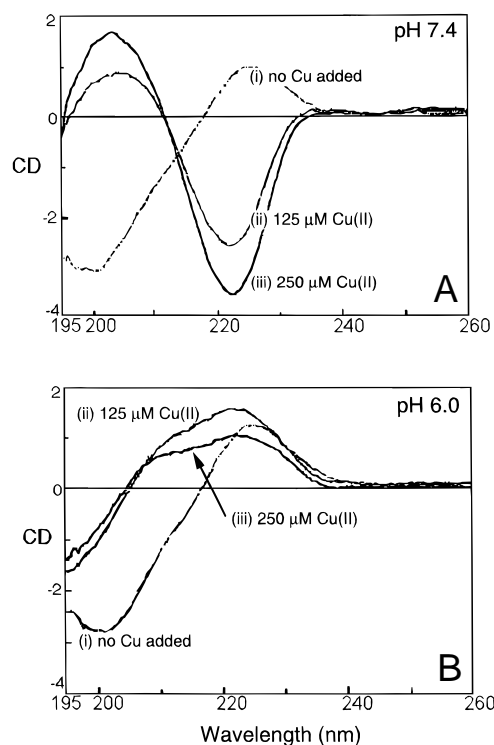 2
pH 7.4
(i) no Cu added
0
CD
-2
(ii) 125 µM Cu(II)
(iii) 250 µM Cu(II)
A
-4
195 200 220 240 260
2
pH 6.0
(ii) 125 µM Cu(II)
0
(iii) 250 µM Cu(II)
CD
-2
(i) no Cu added
B
-4
195 200 220 240 260
Wavelength (nm)